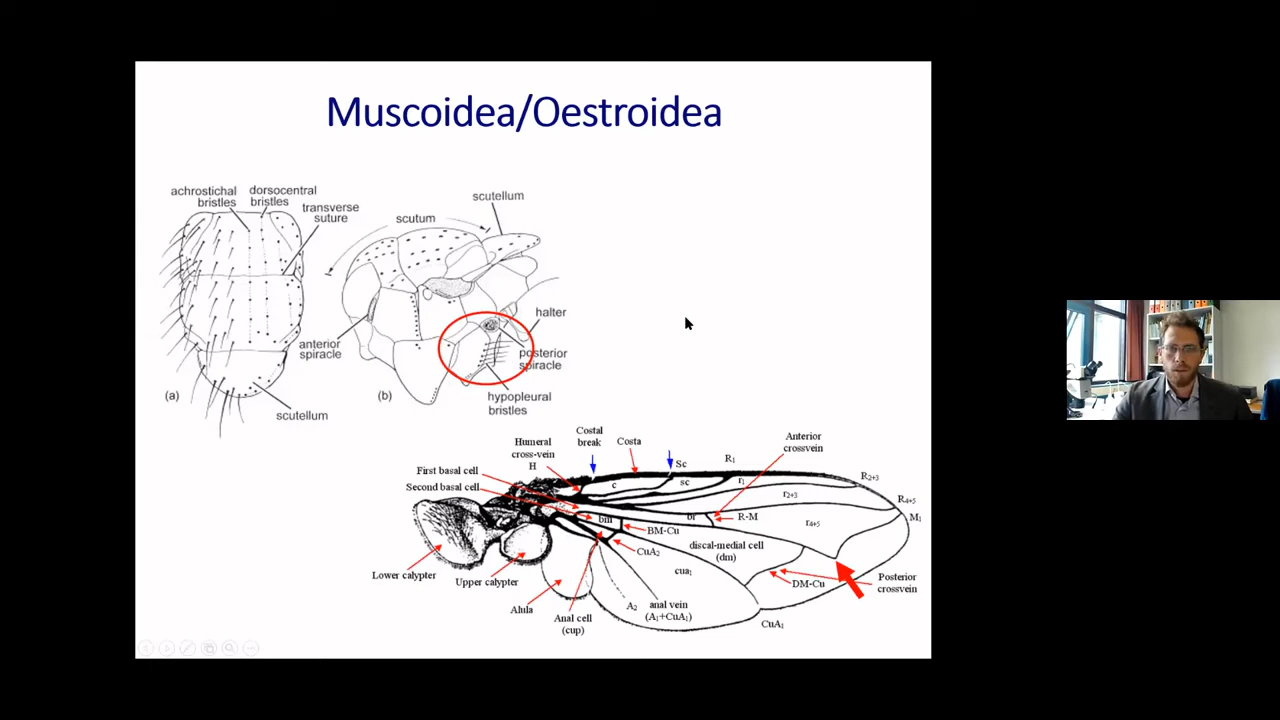 Muscoidea/Oestroidea
achrostichal
bristles
dorsocentral
bristles
transverse
suture
scutum
scutellum
anterior
spiracle
halter
posterior
spiracle
hypopleural
bristles
(a)
scutellum
(b)
Costal
break
Costa
Humeral
cross-vein
H
Sc
R1
Anterior
crossvein
First basal cell
Second basal cell
c
sc
r1
R2+3
r2+3
R4+5
M1
bm
br
R-M
r4+5
BM-Cu
CuA2
discal-medial cell
(dm)
cua1
Lower calypter
Upper calypter
DM-Cu
Posterior
crossvein
Alula
A2
anal vein
(A1+CuA1)
Anal cell
(cup)
CuA1